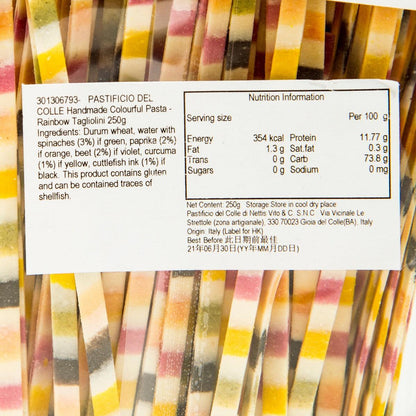 301306793-  PASTIFICIO DEL
COLLE Handmade Colourful Pasta -
Rainbow Tagliolini 250g
Ingredients: Durum wheat, water with
spinaches (3%) if green, paprika (2%)
if orange, beet (2%) if violet, curcuma
(1%) if yellow, cuttlefish ink (1%) if
black. This product contains gluten
and can be contained traces of
shellfish.
Nutrition Information
Serving size Per 100 g
Energy 354 kcal Protein 11.77 g
Fat 1.3 g Sat.fat 0.3 g
Trans 0 g Carb 73.8 g
Sugars 0 g Sodium 0 mg
Net Content: 250g Storage: Store in cool dry place
Pastificio del Colle di Nettis Vito & C. S.N.C. Via Vicinale Le
Strettole (zona artigianale), 330 70023 Gioia del Colle(BA), Italy
Origin: Italy (Label for HK)
Best Before 此日期前最佳
21年06月30日(YY年MM月DD日)